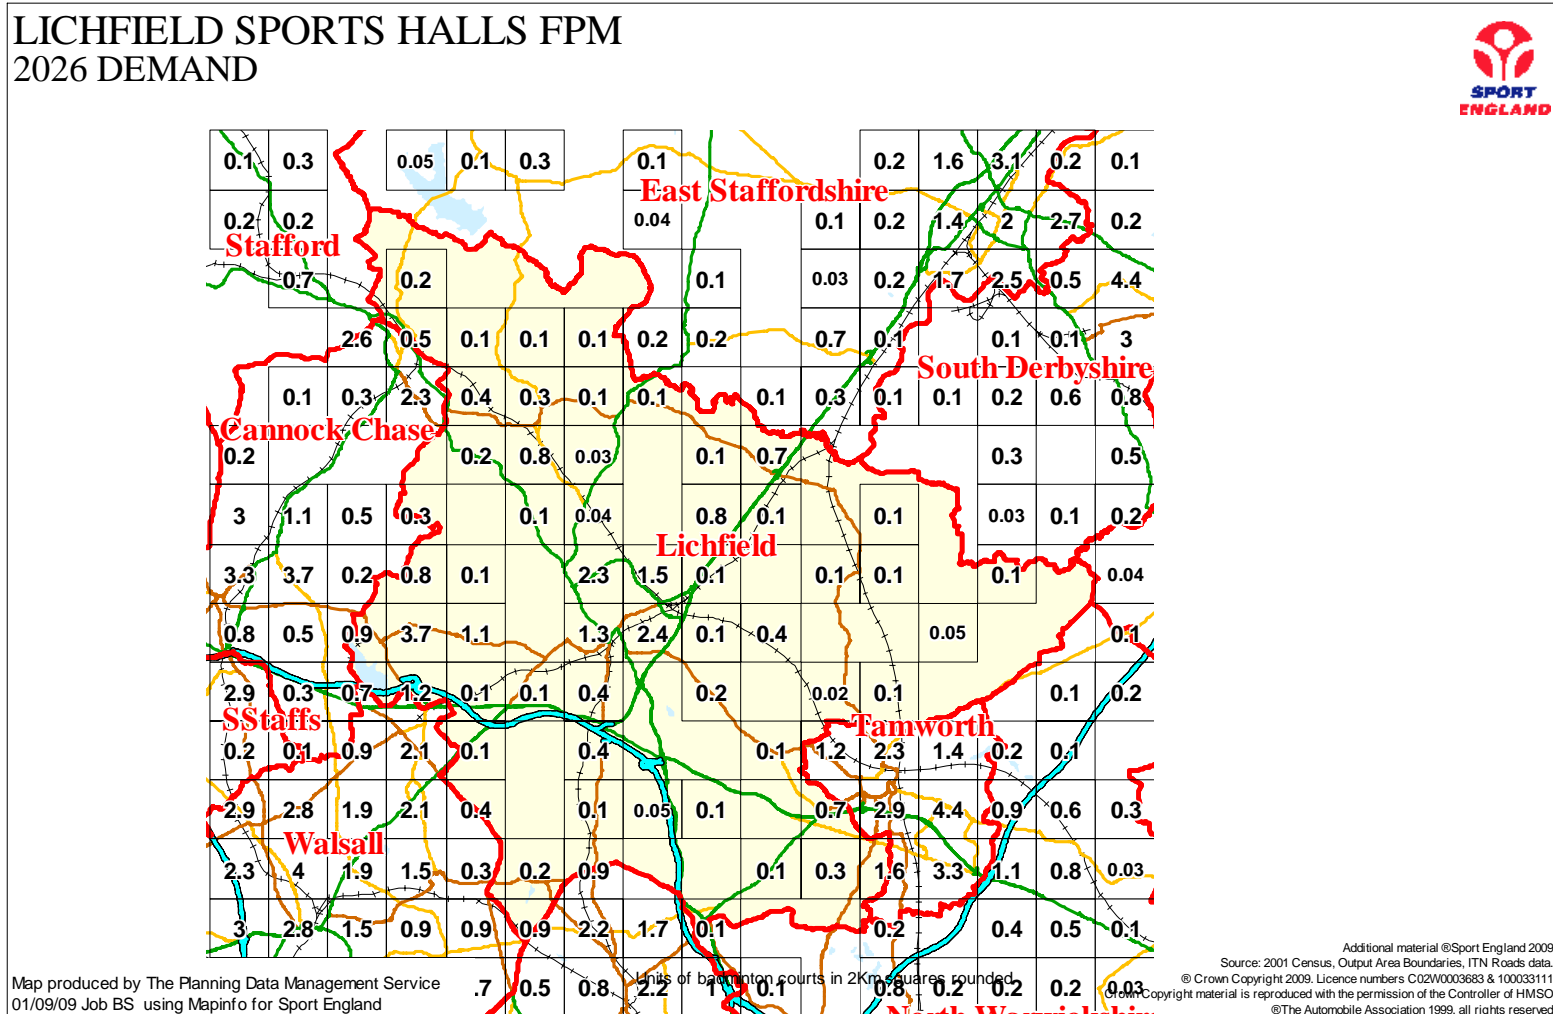 LICHFIELD SPORTS HALLS FPM
2026 DEMAND
SPORT
ENGLAND
0.1 0.3 0.05 0.1 0.3 0.1 0.2 1.6 3.1 0.2 0.1
East Staffordshire
0.2 0.2 0.04 0.1 0.2 1.4 2 2.7 0.2
Stafford
0.7 0.2 0.1 0.03 0.2 1.7 2.5 0.5 4.4
2.6 0.5 0.1 0.1 0.1 0.2 0.2 0.7 0.1 0.1 0.1 3
South Derbyshire
0.1 0.3 2.3 0.4 0.3 0.1 0.1 0.1 0.3 0.1 0.1 0.2 0.6 0.8
Cannock Chase
0.2 0.2 0.8 0.03 0.1 0.7 0.3 0.5
3 1.1 0.5 0.3 0.1 0.04 0.8 0.1 0.1 0.03 0.1 0.2
Lichfield
3.3 3.7 0.2 0.8 0.1 2.3 1.5 0.1 0.1 0.1 0.1 0.04
0.8 0.5 0.9 3.7 1.1 1.3 2.4 0.1 0.4 0.05 0.1
2.9 0.3 0.7 1.2 0.1 0.1 0.4 0.2 0.02 0.1 0.1 0.2
SStaffs Tamworth
0.2 0.1 0.9 2.1 0.1 0.4 0.1 1.2 2.3 1.4 0.2 0.1
2.9 2.8 1.9 2.1 0.4 0.1 0.05 0.1 0.7 2.9 4.4 0.9 0.6 0.3
Walsall
2.3 4 1.9 1.5 0.3 0.2 0.9 0.1 0.3 1.6 3.3 1.1 0.8 0.03
3 2.8 1.5 0.9 0.9 0.9 2.2 1.7 0.1 0.2 0.4 0.5 0.1
Units of badminton courts in 2Km squares rounded
.7 0.5 0.8 2.2 0.1 0.8 0.2 0.2 0.2 0.03
Map produced by The Planning Data Management Service
01/09/09 Job BS using Mapinfo for Sport England
Additional material ®Sport England 2009
Source: 2001 Census, Output Area Boundaries, ITN Roads data.
® Crown Copyright 2009. Licence numbers C02W0003683 & 100033111
Crown Copyright material is reproduced with the permission of the Controller of HMSO
®The Automobile Association 1999, all rights reserved